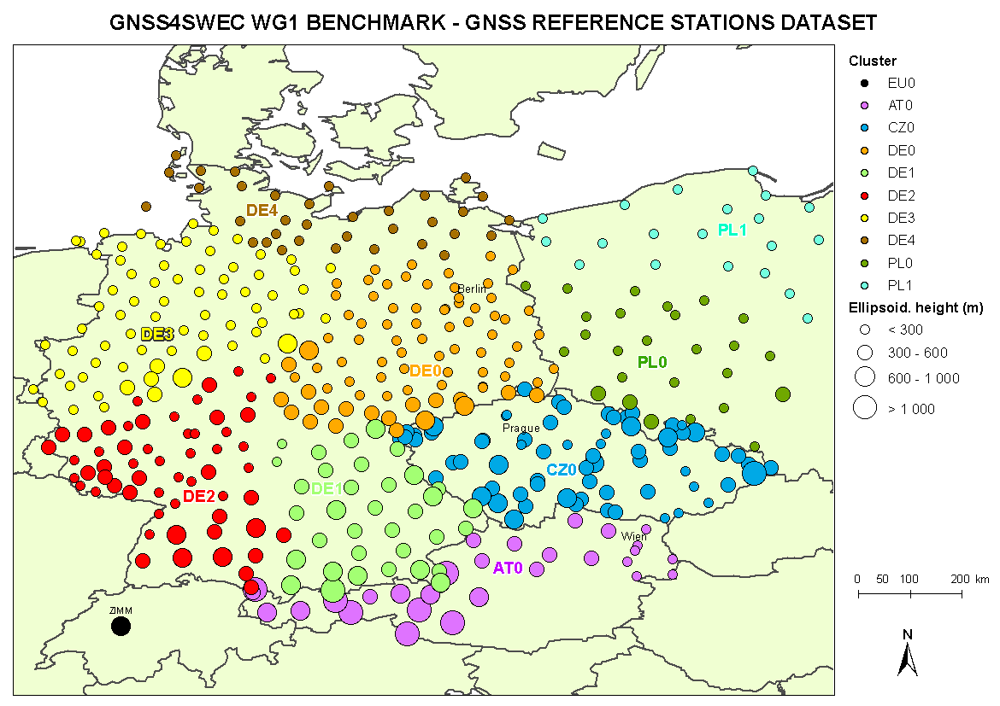 GNSS4SWEC WG1 BENCHMARK - GNSS REFERENCE STATIONS DATASET
Cluster
EU0
AT0
CZ0
DE0
DE1
DE2
DE3
DE4
PL0
PL1
Ellipsoid. height (m)
< 300
300 - 600
600 - 1 000
> 1 000
DE4
PL1
Berlin
DE3
PL0
DE0
Prague
CZ0
DE1
DE2
Wien
AT0
ZIMM
0 50 100 200 km
N